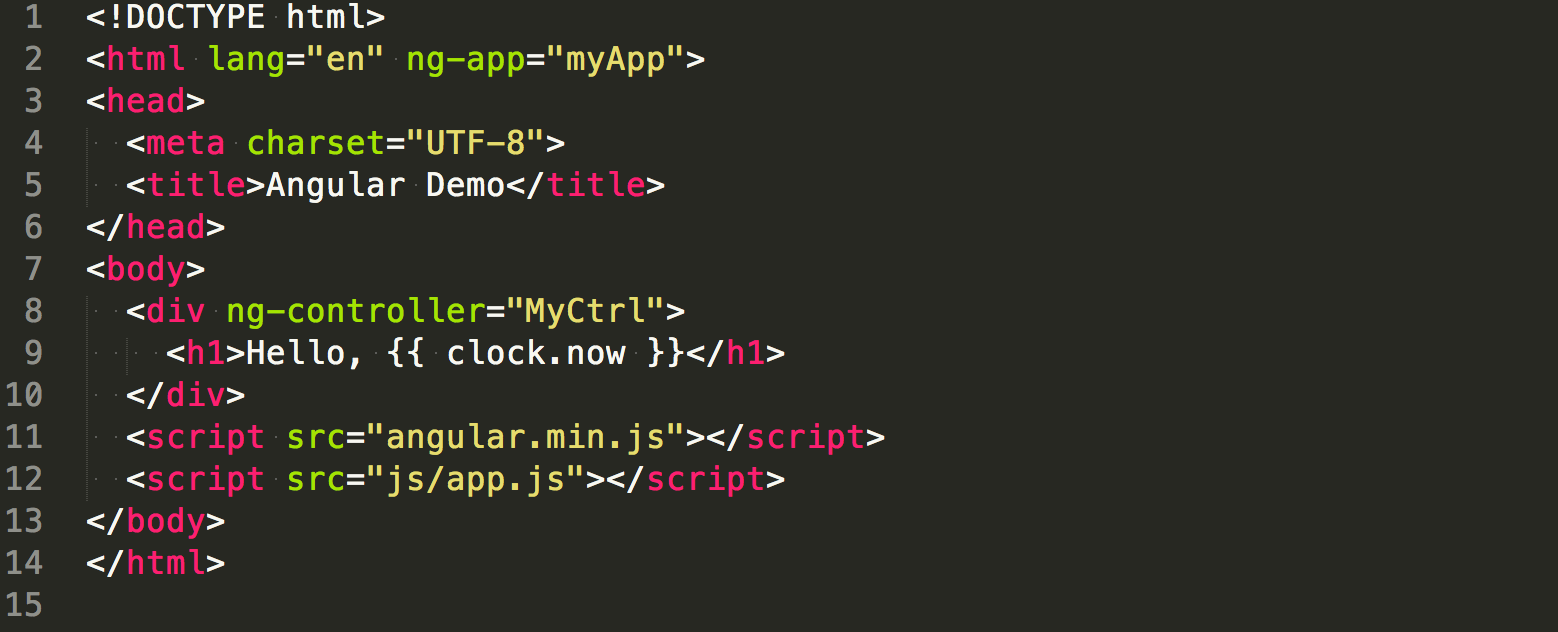 1 <!DOCTYPE html>
2 <html lang="en" ng-app="myApp">
3 <head>
4   <meta charset="UTF-8">
5   <title>Angular Demo</title>
6 </head>
7 <body>
8   <div ng-controller="MyCtrl">
9     <h1>Hello, {{ clock.now }}</h1>
10   </div>
11   <script src="angular.min.js"></script>
12   <script src="js/app.js"></script>
13 </body>
14 </html>
15